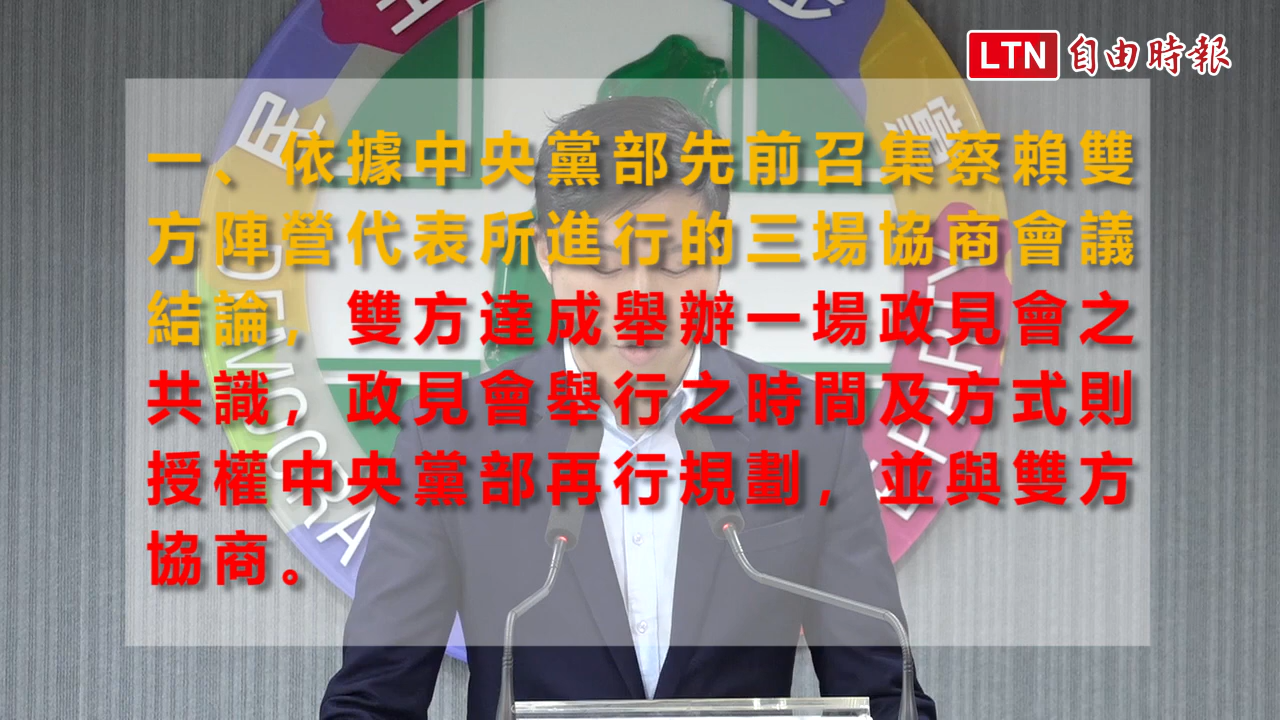 LTN 自由時報
一、依據中央黨部先前召集蔡賴雙
方陣營代表所進行的三場協商會議
結論，雙方達成舉辦一場政見會之
共識，政見會舉行之時間及方式則
授權中央黨部再行規劃，並與雙方
協商。
民
灣
DEMOCRA
PARTY